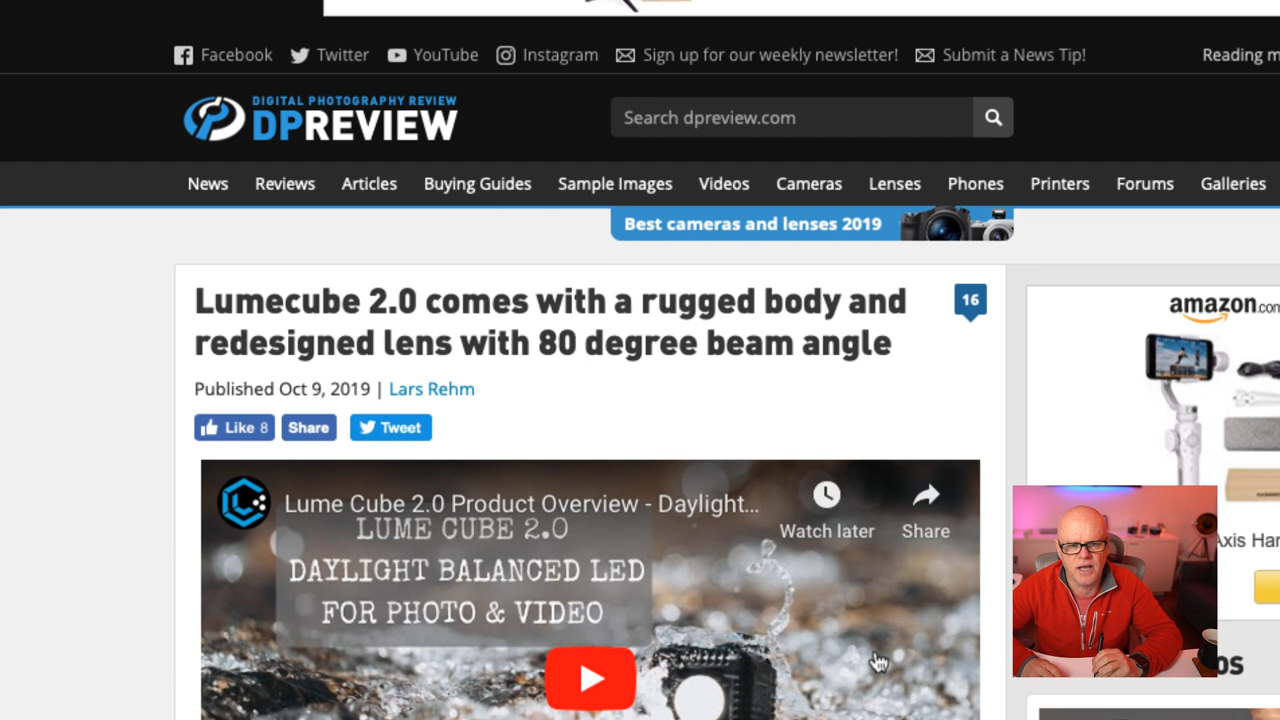 Facebook Twitter YouTube Instagram Sign up for our weekly newsletter! Submit a News Tip! Reading m
DIGITAL PHOTOGRAPHY REVIEW
DPREVIEW
Search dpreview.com
News Reviews Articles Buying Guides Sample Images Videos Cameras Lenses Phones Printers Forums Galleries
Best cameras and lenses 2019
Lumecube 2.0 comes with a rugged body and
redesigned lens with 80 degree beam angle
16
Published Oct 9, 2019 | Lars Rehm
Like 8 Share Tweet
amazon.com
Lume Cube 2.0 Product Overview - Daylight...
Watch later Share
LUME CUBE 2.0
DAYLIGHT BALANCED LED
FOR PHOTO & VIDEO
Axis Har
os